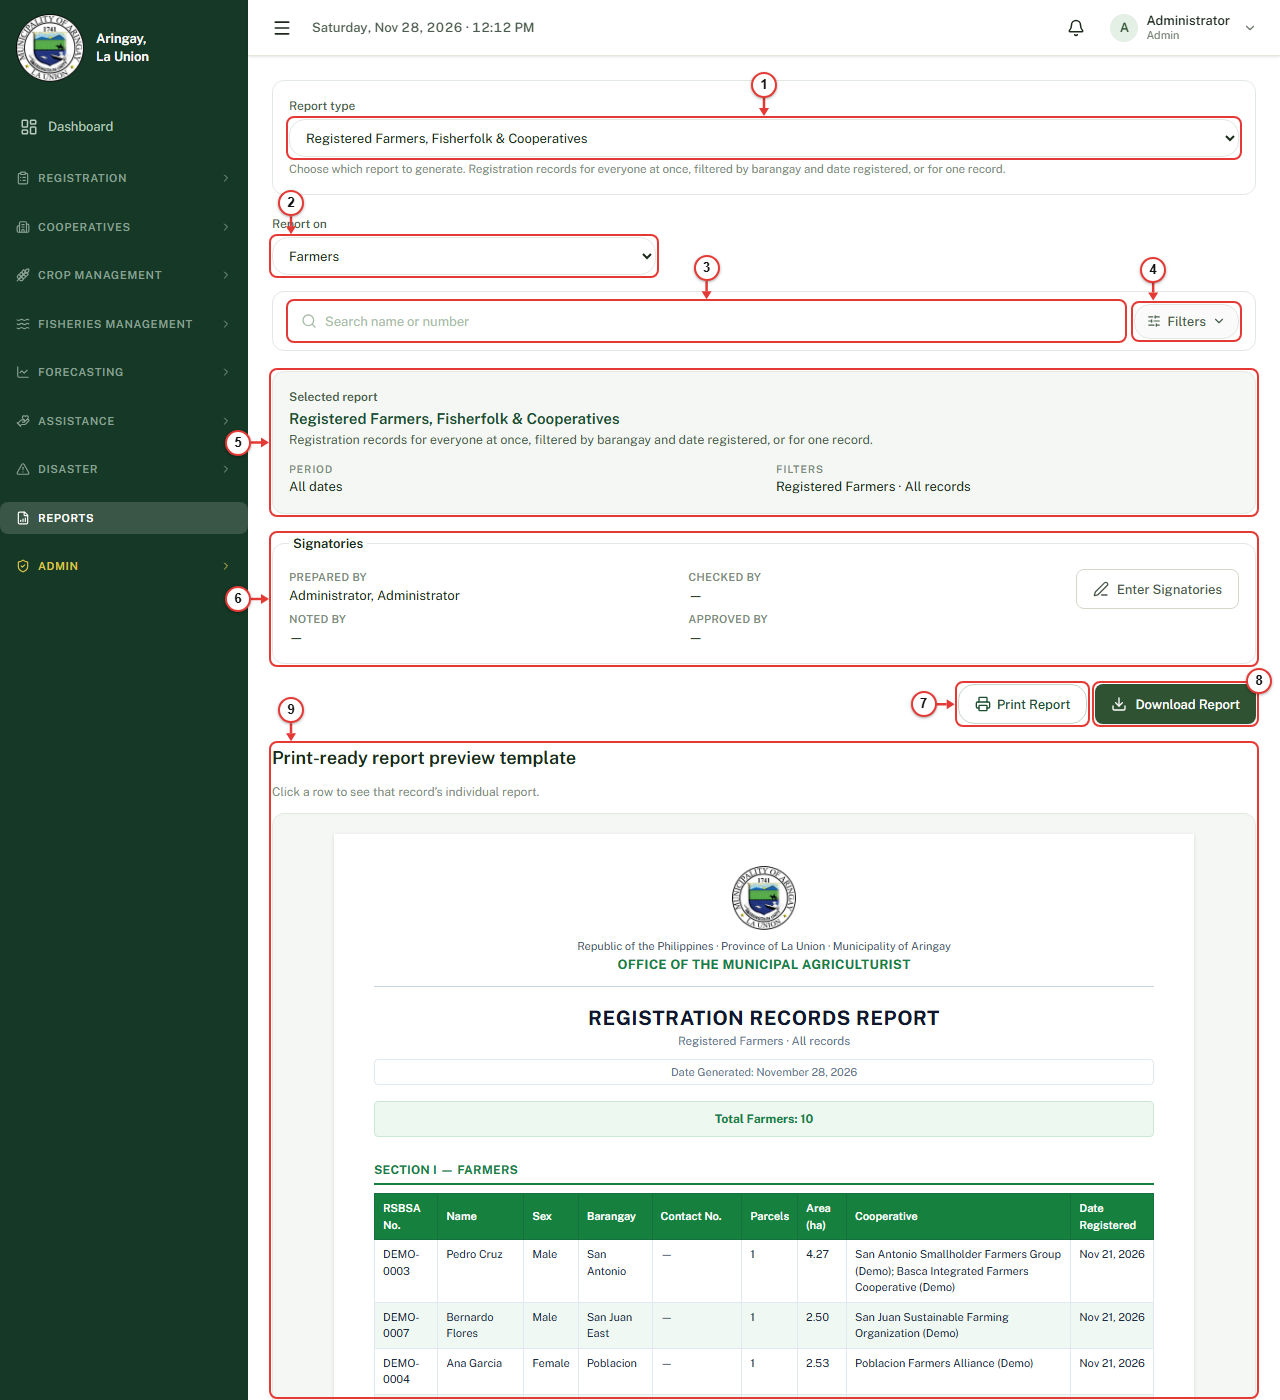 Aringay,
La Union
Dashboard
REGISTRATION
COOPERATIVES
CROP MANAGEMENT
FISHERIES MANAGEMENT
FORECASTING
ASSISTANCE
DISASTER
REPORTS
ADMIN
Saturday, Nov 28, 2026 · 12:12 PM
A
Administrator
Admin
1
Report type
Registered Farmers, Fisherfolk & Cooperatives
Choose which report to generate. Registration records for everyone at once, filtered by barangay and date registered, or for one record.
2
Report on
Farmers
3
4
Search name or number
Filters
5
Selected report
Registered Farmers, Fisherfolk & Cooperatives
Registration records for everyone at once, filtered by barangay and date registered, or for one record.
PERIOD
All dates
FILTERS
Registered Farmers · All records
6
Signatories
PREPARED BY
Administrator, Administrator
CHECKED BY
—
NOTED BY
—
APPROVED BY
—
Enter Signatories
7
Print Report
8
Download Report
9
Print-ready report preview template
Click a row to see that record's individual report.
MUNICIPALITY OF ARINGAY
1741
LA UNION
Republic of the Philippines · Province of La Union · Municipality of Aringay
OFFICE OF THE MUNICIPAL AGRICULTURIST
REGISTRATION RECORDS REPORT
Registered Farmers · All records
Date Generated: November 28, 2026
Total Farmers: 10
SECTION I — FARMERS
RSBSA No. Name Sex Barangay Contact No. Parcels Area (ha) Cooperative Date Registered
DEMO-0003 Pedro Cruz Male San Antonio — 1 4.27 San Antonio Smallholder Farmers Group (Demo); Basca Integrated Farmers Cooperative (Demo) Nov 21, 2026
DEMO-0007 Bernardo Flores Male San Juan East — 1 2.50 San Juan Sustainable Farming Organization (Demo) Nov 21, 2026
DEMO-0004 Ana Garcia Female Poblacion — 1 2.53 Poblacion Farmers Alliance (Demo) Nov 21, 2026